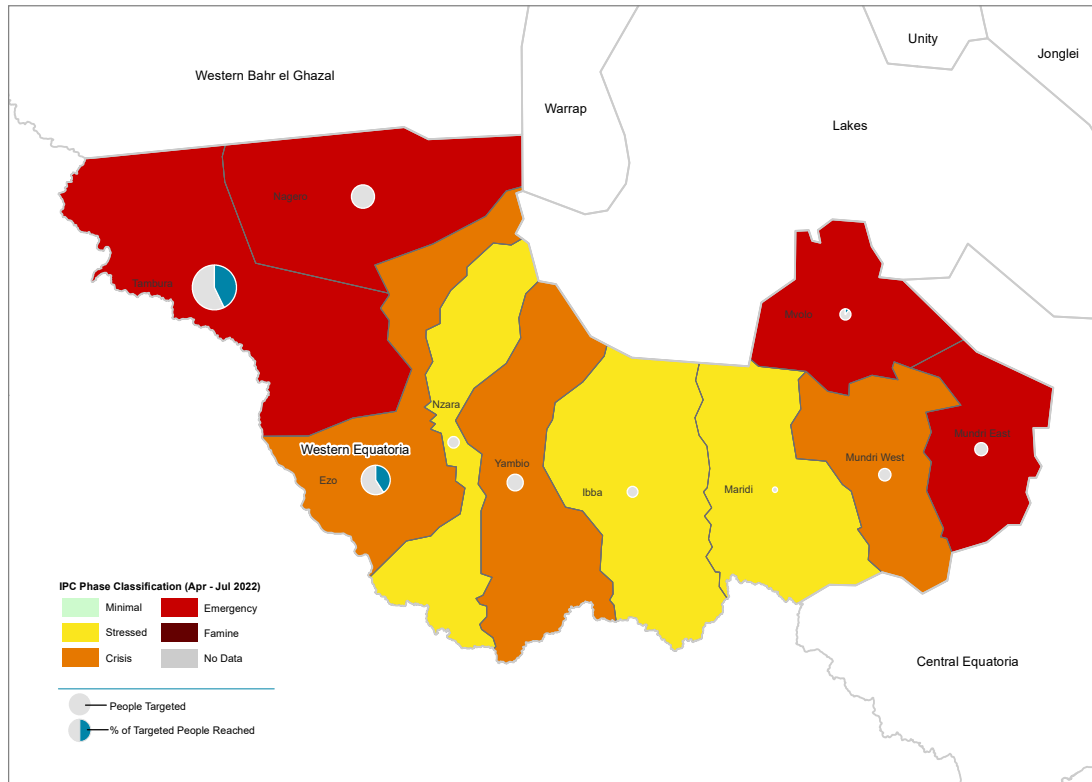 Unity
Jonglei
Western Bahr el Ghazal
Warrap
Lakes
Nagero
Tambura
Mvolo
Nzara
Mundri East
Western Equatoria
Yambio
Mundri West
Ezo
Ibba
Maridi
IPC Phase Classification (Apr - Jul 2022)
Minimal
Emergency
Stressed
Famine
Crisis
No Data
Central Equatoria
People Targeted
% of Targeted People Reached